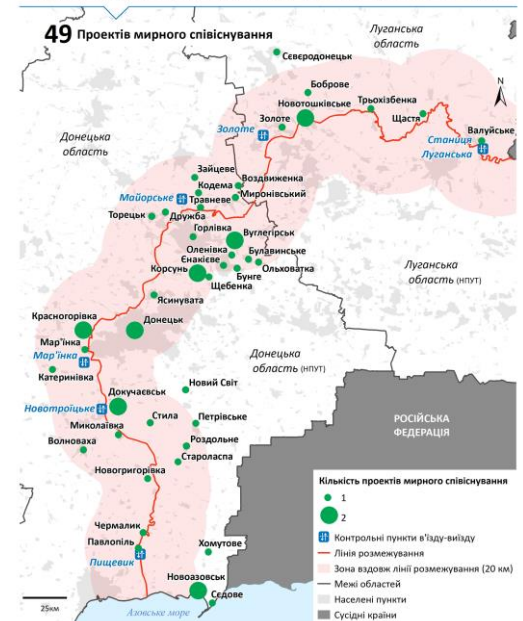 49 Проектів мирного співіснування
Луганська
область
Сєвєродонецьк
Боброве
Новотошківське
Трьохізбенка
Золоте
Золоте
Щастя
Валуйське
Станиця
Луганська
N
Донецька
область
Зайцеве
Воздвиженка
Кодема
Миронівський
Майорське
Травневе
Торецьк
Дружба
Горлівка
Вуглегірськ
Оленівка
Булавинське
Єнакієве
Ольховатка
Корсунь
Бунге
Щебенка
Луганська
область (НПУТ)
Ясинувата
Красногорівка
Донецьк
Мар'їнка
Мар'їнка
Катеринівка
Донецька
область (НПУТ)
Новий Світ
Докучаєвськ
Новотроїцьке
Стила
Петрівське
Миколаївка
Волноваха
Роздольне
Староласпа
Новогригорівка
РОСІЙСЬКА
ФЕДЕРАЦІЯ
Чермалик
Павлопіль
Хомутове
Пищевик
Новоазовськ
Сєдове
25км
Азовське море
Кількість проектів мирного співіснування
1
2
Контрольні пункти в'їзду-виїзду
Лінія розмежування
Зона вздовж лінії розмежування (20 км)
Межі областей
Населені пункти
Сусідні країни